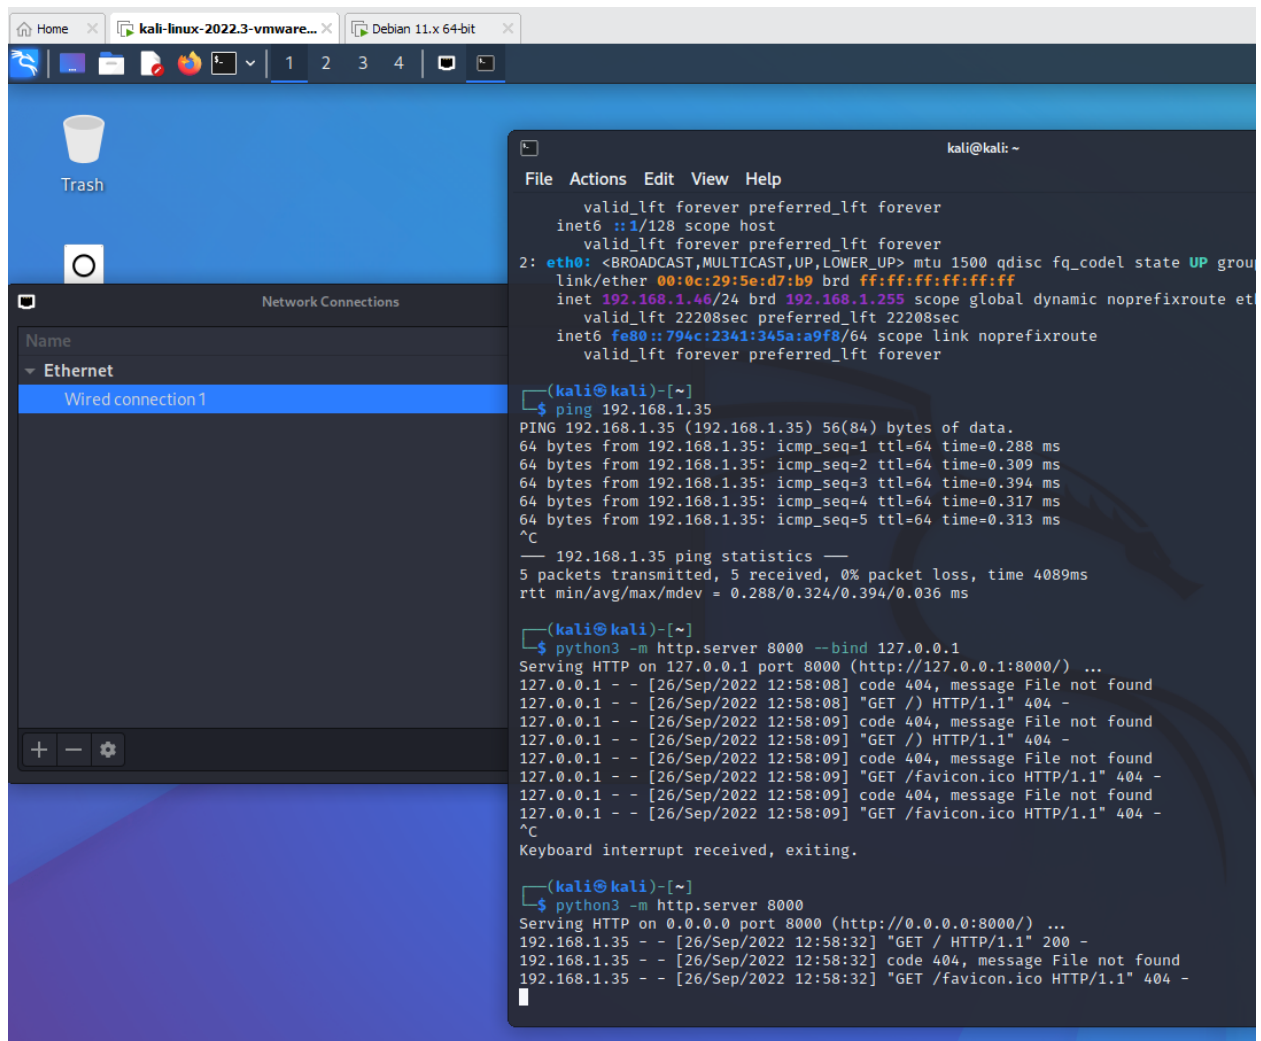 Home
kali-linux-2022.3-vmware...
Debian 11.x 64-bit
1 2 3 4
Trash
kali@kali: ~
File Actions Edit View Help
valid_lft forever preferred_lft forever
inet6 ::1/128 scope host
valid_lft forever preferred_lft forever
2: eth0: <BROADCAST,MULTICAST,UP,LOWER_UP> mtu 1500 qdisc fq_codel state UP grou
link/ether 00:0c:29:5e:d7:b9 brd ff:ff:ff:ff:ff:ff
inet 192.168.1.46/24 brd 192.168.1.255 scope global dynamic noprefixroute et
valid_lft 22208sec preferred_lft 22208sec
inet6 fe80::794c:2341:345a:a9f8/64 scope link noprefixroute
valid_lft forever preferred_lft forever
┌──(kali㉿kali)-[~]
└─$ ping 192.168.1.35
PING 192.168.1.35 (192.168.1.35) 56(84) bytes of data.
64 bytes from 192.168.1.35: icmp_seq=1 ttl=64 time=0.288 ms
64 bytes from 192.168.1.35: icmp_seq=2 ttl=64 time=0.309 ms
64 bytes from 192.168.1.35: icmp_seq=3 ttl=64 time=0.394 ms
64 bytes from 192.168.1.35: icmp_seq=4 ttl=64 time=0.317 ms
64 bytes from 192.168.1.35: icmp_seq=5 ttl=64 time=0.313 ms
^C
--- 192.168.1.35 ping statistics ---
5 packets transmitted, 5 received, 0% packet loss, time 4089ms
rtt min/avg/max/mdev = 0.288/0.324/0.394/0.036 ms
┌──(kali㉿kali)-[~]
└─$ python3 -m http.server 8000 --bind 127.0.0.1
Serving HTTP on 127.0.0.1 port 8000 (http://127.0.0.1:8000/) ...
127.0.0.1 - - [26/Sep/2022 12:58:08] code 404, message File not found
127.0.0.1 - - [26/Sep/2022 12:58:08] "GET /) HTTP/1.1" 404 -
127.0.0.1 - - [26/Sep/2022 12:58:09] code 404, message File not found
127.0.0.1 - - [26/Sep/2022 12:58:09] "GET /) HTTP/1.1" 404 -
127.0.0.1 - - [26/Sep/2022 12:58:09] code 404, message File not found
127.0.0.1 - - [26/Sep/2022 12:58:09] "GET /favicon.ico HTTP/1.1" 404 -
127.0.0.1 - - [26/Sep/2022 12:58:09] code 404, message File not found
127.0.0.1 - - [26/Sep/2022 12:58:09] "GET /favicon.ico HTTP/1.1" 404 -
^C
Keyboard interrupt received, exiting.
┌──(kali㉿kali)-[~]
└─$ python3 -m http.server 8000
Serving HTTP on 0.0.0.0 port 8000 (http://0.0.0.0:8000/) ...
192.168.1.35 - - [26/Sep/2022 12:58:32] "GET / HTTP/1.1" 200 -
192.168.1.35 - - [26/Sep/2022 12:58:32] code 404, message File not found
192.168.1.35 - - [26/Sep/2022 12:58:32] "GET /favicon.ico HTTP/1.1" 404 -
Network Connections
Name
Ethernet
Wired connection 1